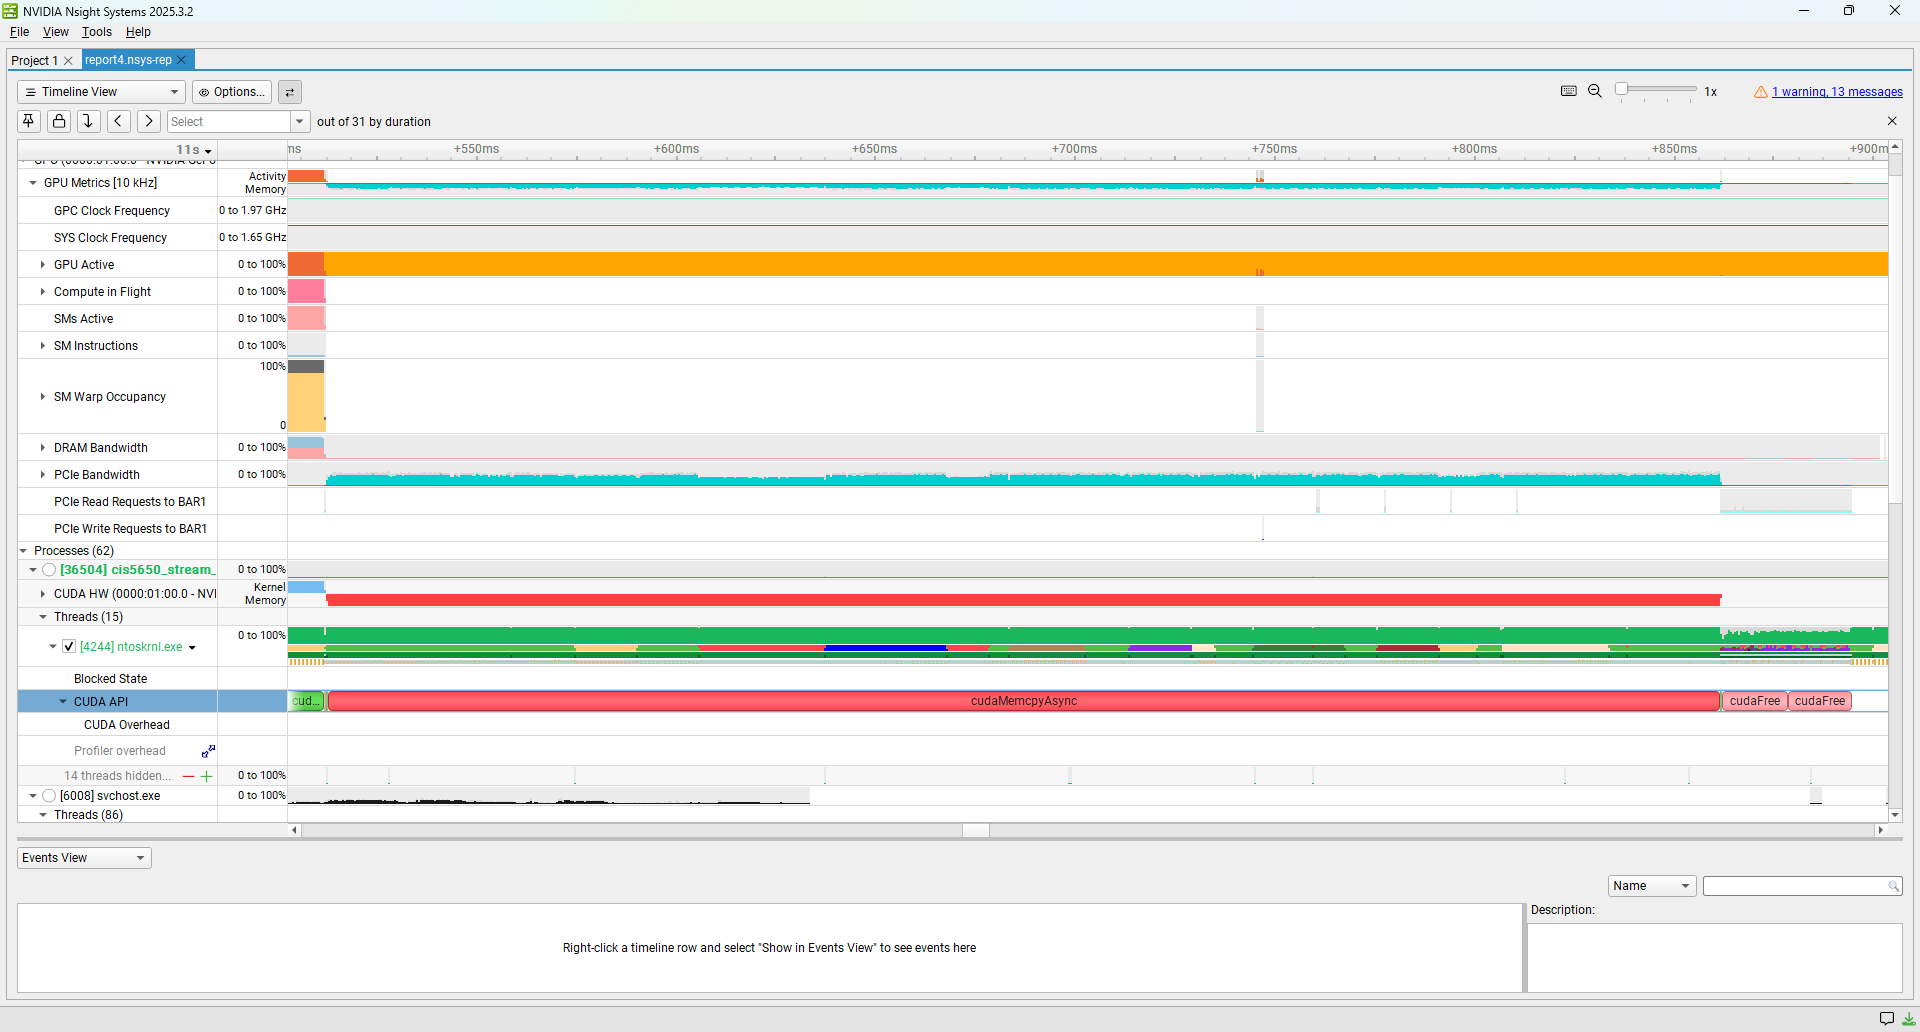 NVIDIA Nsight Systems 2025.3.2
File View Tools Help
Project 1 report4.nsys-rep
Timeline View Options... 1x 1 warning, 13 messages
Select out of 31 by duration
11s ms +550ms +600ms +650ms +700ms +750ms +800ms +850ms +900m
GPU Metrics [10 kHz] Activity
Memory
GPC Clock Frequency 0 to 1.97 GHz
SYS Clock Frequency 0 to 1.65 GHz
GPU Active 0 to 100%
Compute in Flight 0 to 100%
SMs Active 0 to 100%
SM Instructions 0 to 100%
100%
SM Warp Occupancy
0
DRAM Bandwidth 0 to 100%
PCIe Bandwidth 0 to 100%
PCIe Read Requests to BAR1
PCIe Write Requests to BAR1
Processes (62)
[36504] cis5650_stream_ 0 to 100%
CUDA HW (0000:01:00.0 - NVI Kernel
Memory
Threads (15)
[4244] ntoskrnl.exe 0 to 100%
Blocked State
CUDA API cud... cudaMemcpyAsync cudaFree cudaFree
CUDA Overhead
Profiler overhead
14 threads hidden... 0 to 100%
[6008] svchost.exe 0 to 100%
Threads (86)
Events View
Name
Description:
Right-click a timeline row and select "Show in Events View" to see events here